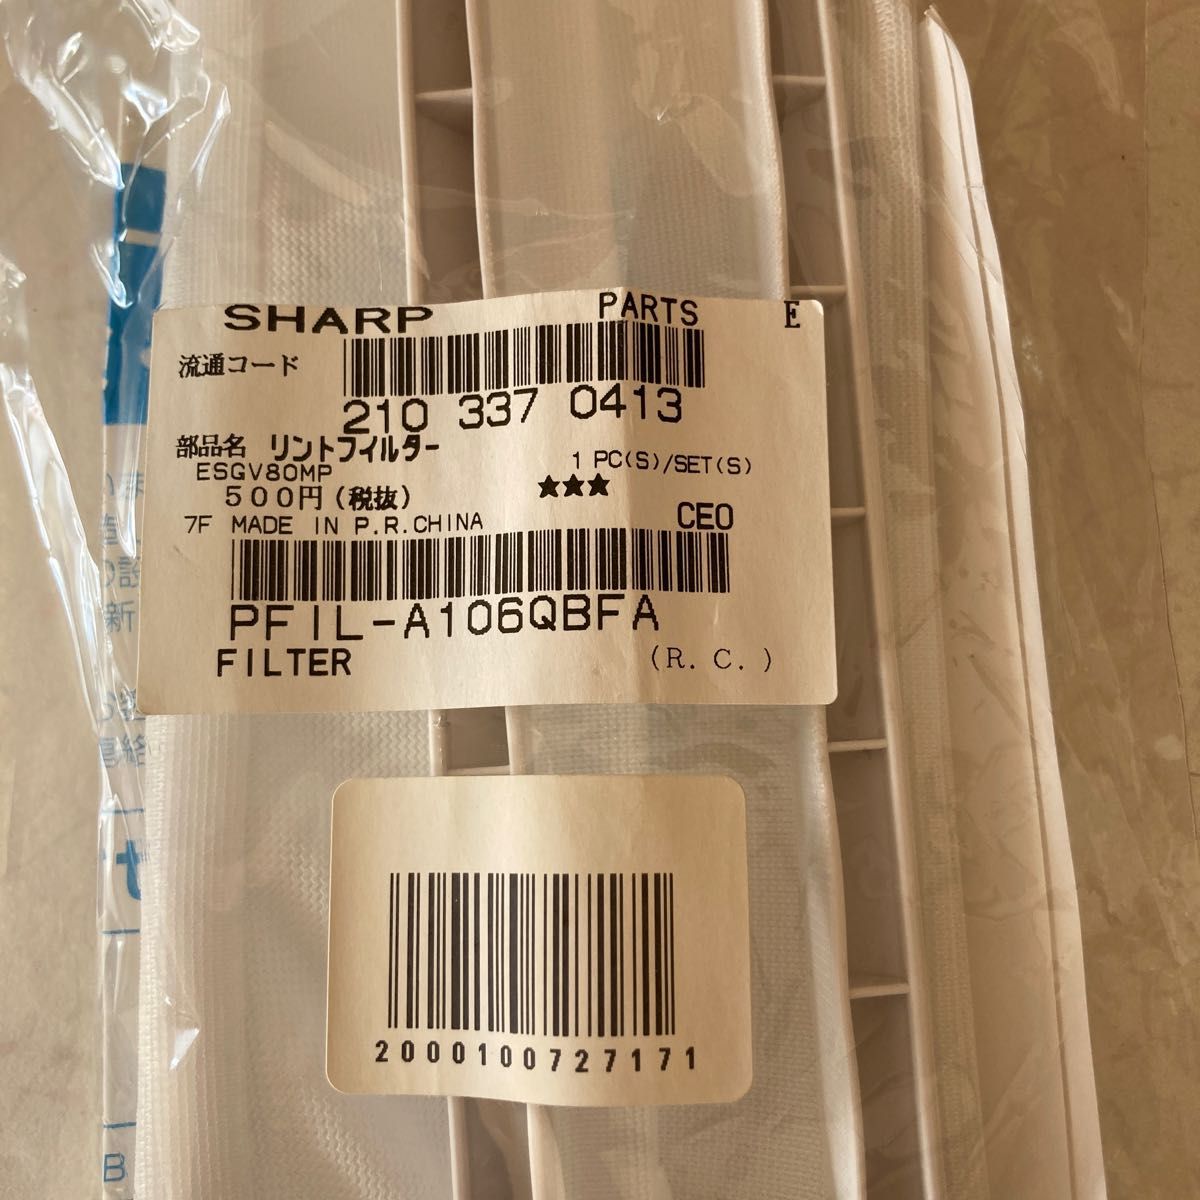 SHARP PARTS E
流通コード
210 337 0413
部品名 リントフィルター
ESGV80MP 1 PC(S)/SET(S)
500円(税抜) ★★★
7F MADE IN P.R.CHINA CEO
PFIL-A106QBFA
FILTER (R.C.)
2000100727171